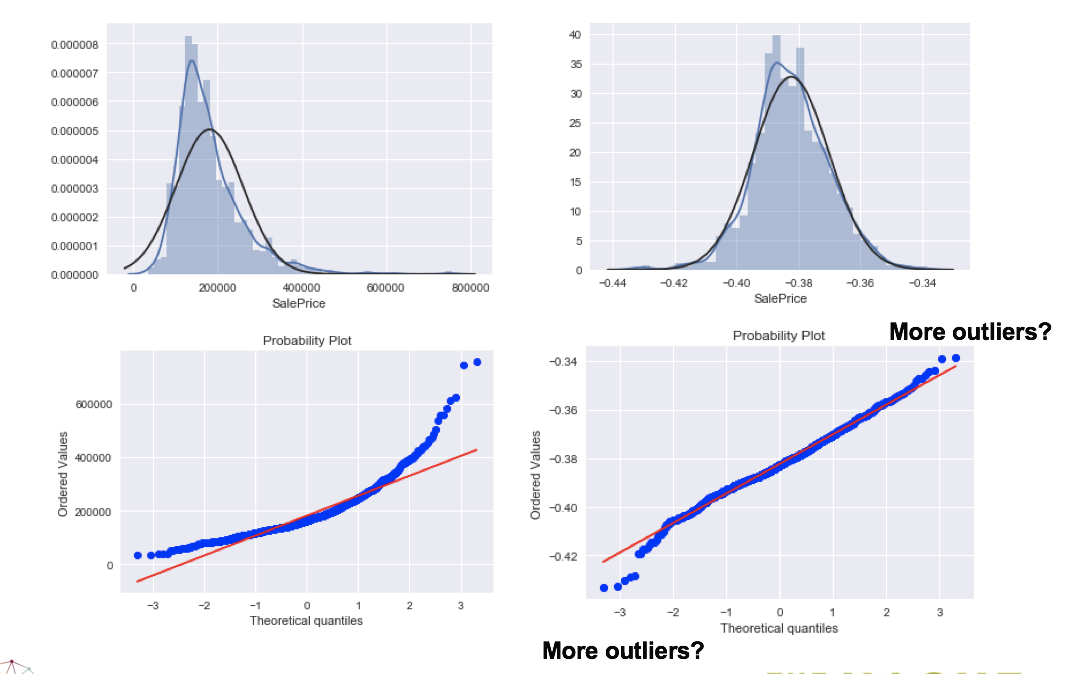 0.000008
0.000007
0.000006
0.000005
0.000004
0.000003
0.000002
0.000001
0.000000
0 200000 400000 600000 800000
SalePrice
40
35
30
25
20
15
10
5
0
−0.44 −0.42 −0.40 −0.38 −0.36 −0.34
SalePrice
Probability Plot
600000
400000
200000
0
Ordered Values
−3 −2 −1 0 1 2 3
Theoretical quantiles
More outliers?
Probability Plot
−0.34
−0.36
−0.38
−0.40
−0.42
Ordered Values
−3 −2 −1 0 1 2 3
Theoretical quantiles
More outliers?